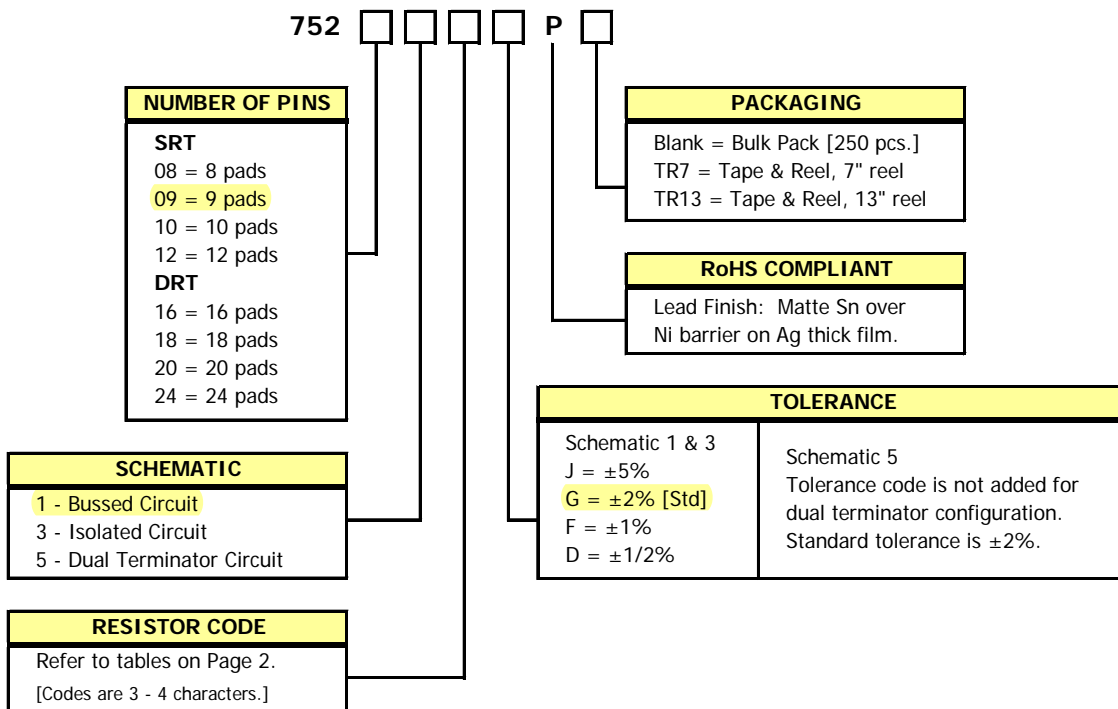 752 P
NUMBER OF PINS
SRT
08 = 8 pads
09 = 9 pads
10 = 10 pads
12 = 12 pads
DRT
16 = 16 pads
18 = 18 pads
20 = 20 pads
24 = 24 pads
PACKAGING
Blank = Bulk Pack [250 pcs.]
TR7 = Tape & Reel, 7" reel
TR13 = Tape & Reel, 13" reel
RoHS COMPLIANT
Lead Finish: Matte Sn over
Ni barrier on Ag thick film.
TOLERANCE
Schematic 1 & 3
J = ±5%
G = ±2% [Std]
F = ±1%
D = ±1/2%
Schematic 5
Tolerance code is not added for
dual terminator configuration.
Standard tolerance is ±2%.
SCHEMATIC
1 - Bussed Circuit
3 - Isolated Circuit
5 - Dual Terminator Circuit
RESISTOR CODE
Refer to tables on Page 2.
[Codes are 3 - 4 characters.]